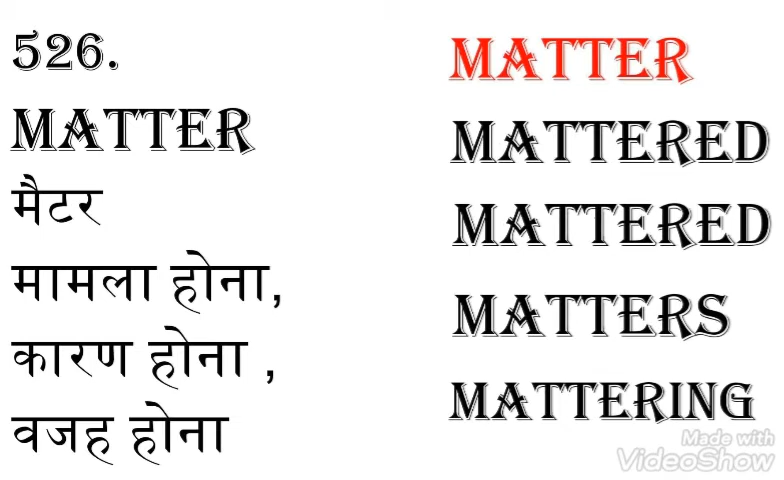 526.
MATTER
मैटर
मामला होना,
कारण होना ,
वजह होना
MATTER
MATTERED
MATTERED
MATTERS
MATTERING
Made with
VideoShow